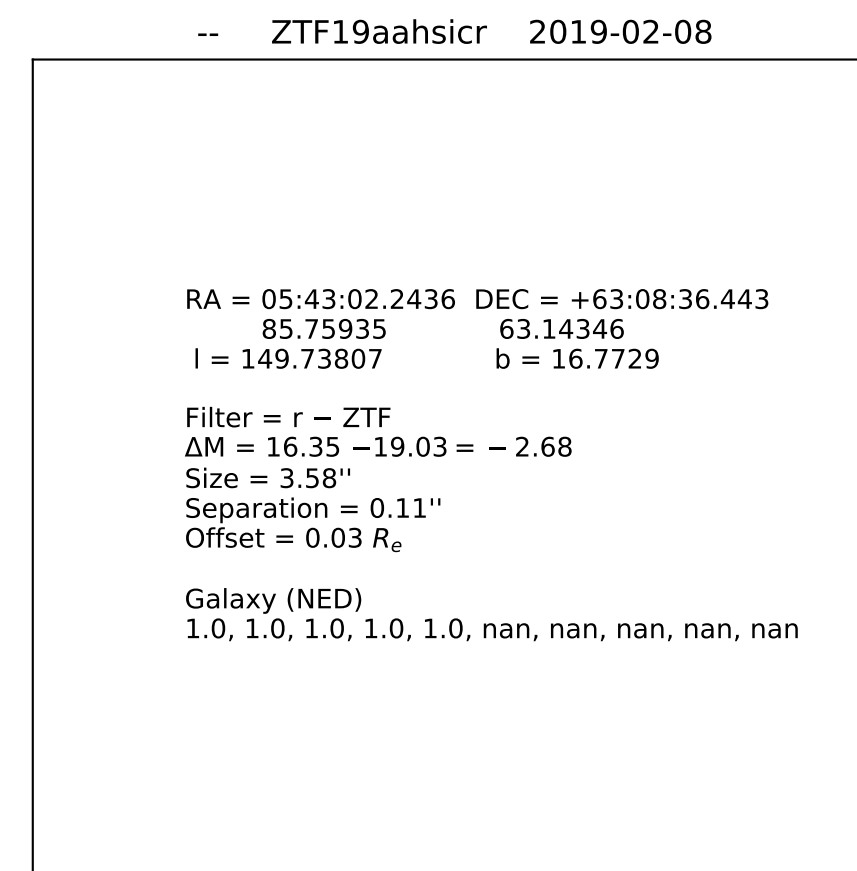 -- ZTF19aahsicr 2019-02-08
RA = 05:43:02.2436 DEC = +63:08:36.443
85.75935 63.14346
l = 149.73807 b = 16.7729
Filter = r − ZTF
ΔM = 16.35 −19.03 = − 2.68
Size = 3.58''
Separation = 0.11''
Offset = 0.03 Rₑ
Galaxy (NED)
1.0, 1.0, 1.0, 1.0, 1.0, nan, nan, nan, nan, nan